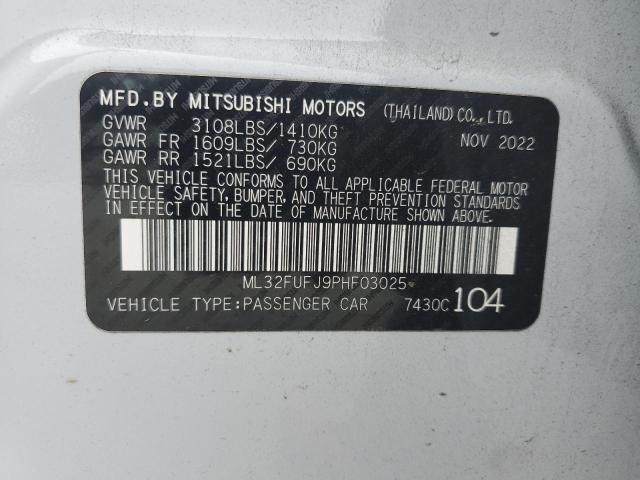 MFD.BY MITSUBISHI MOTORS (THAILAND) CO., LTD.
GVWR 3108LBS/1410KG NOV 2022
GAWR FR 1609LBS/ 730KG
GAWR RR 1521LBS/ 690KG
THIS VEHICLE CONFORMS TO ALL APPLICABLE FEDERAL MOTOR
VEHICLE SAFETY, BUMPER, AND THEFT PREVENTION STANDARDS
IN EFFECT ON THE DATE OF MANUFACTURE SHOWN ABOVE.
ML32FUFJ9PHF03025
VEHICLE TYPE:PASSENGER CAR 7430C 104